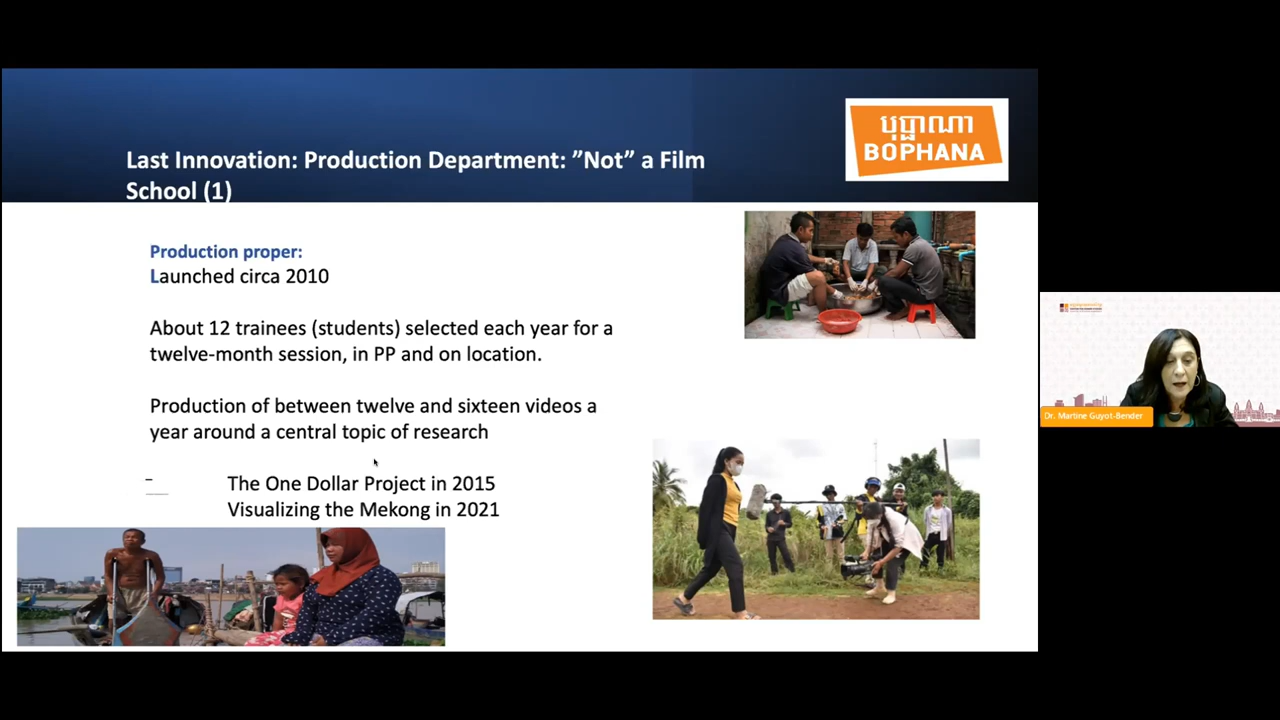 Last Innovation: Production Department: ”Not” a Film
School (1)
បុប្ផាណា
BOPHANA
Production proper:
Launched circa 2010
About 12 trainees (students) selected each year for a
twelve-month session, in PP and on location.
Production of between twelve and sixteen videos a
year around a central topic of research
The One Dollar Project in 2015
Visualizing the Mekong in 2021
Dr. Martine Guyot-Bender